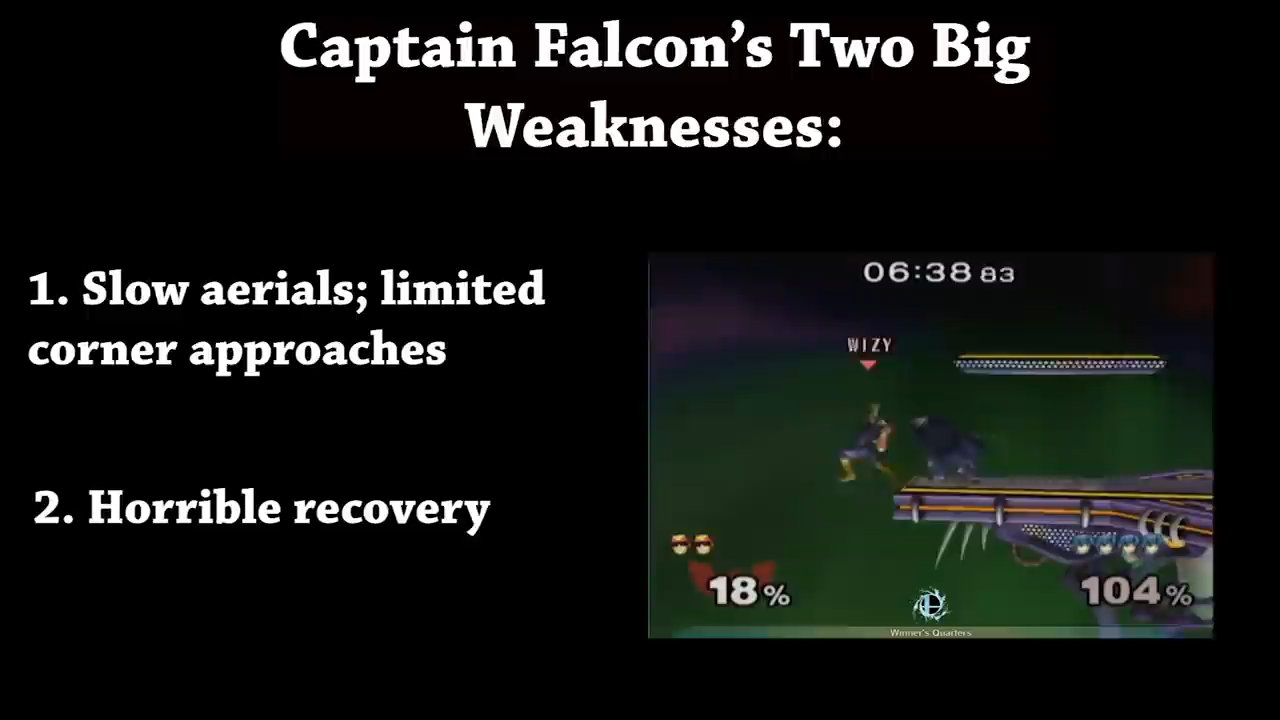 Captain Falcon’s Two Big
Weaknesses:
1. Slow aerials; limited
corner approaches
2. Horrible recovery
06:38 83
WIZY
18%
104%
Winner's Quarters